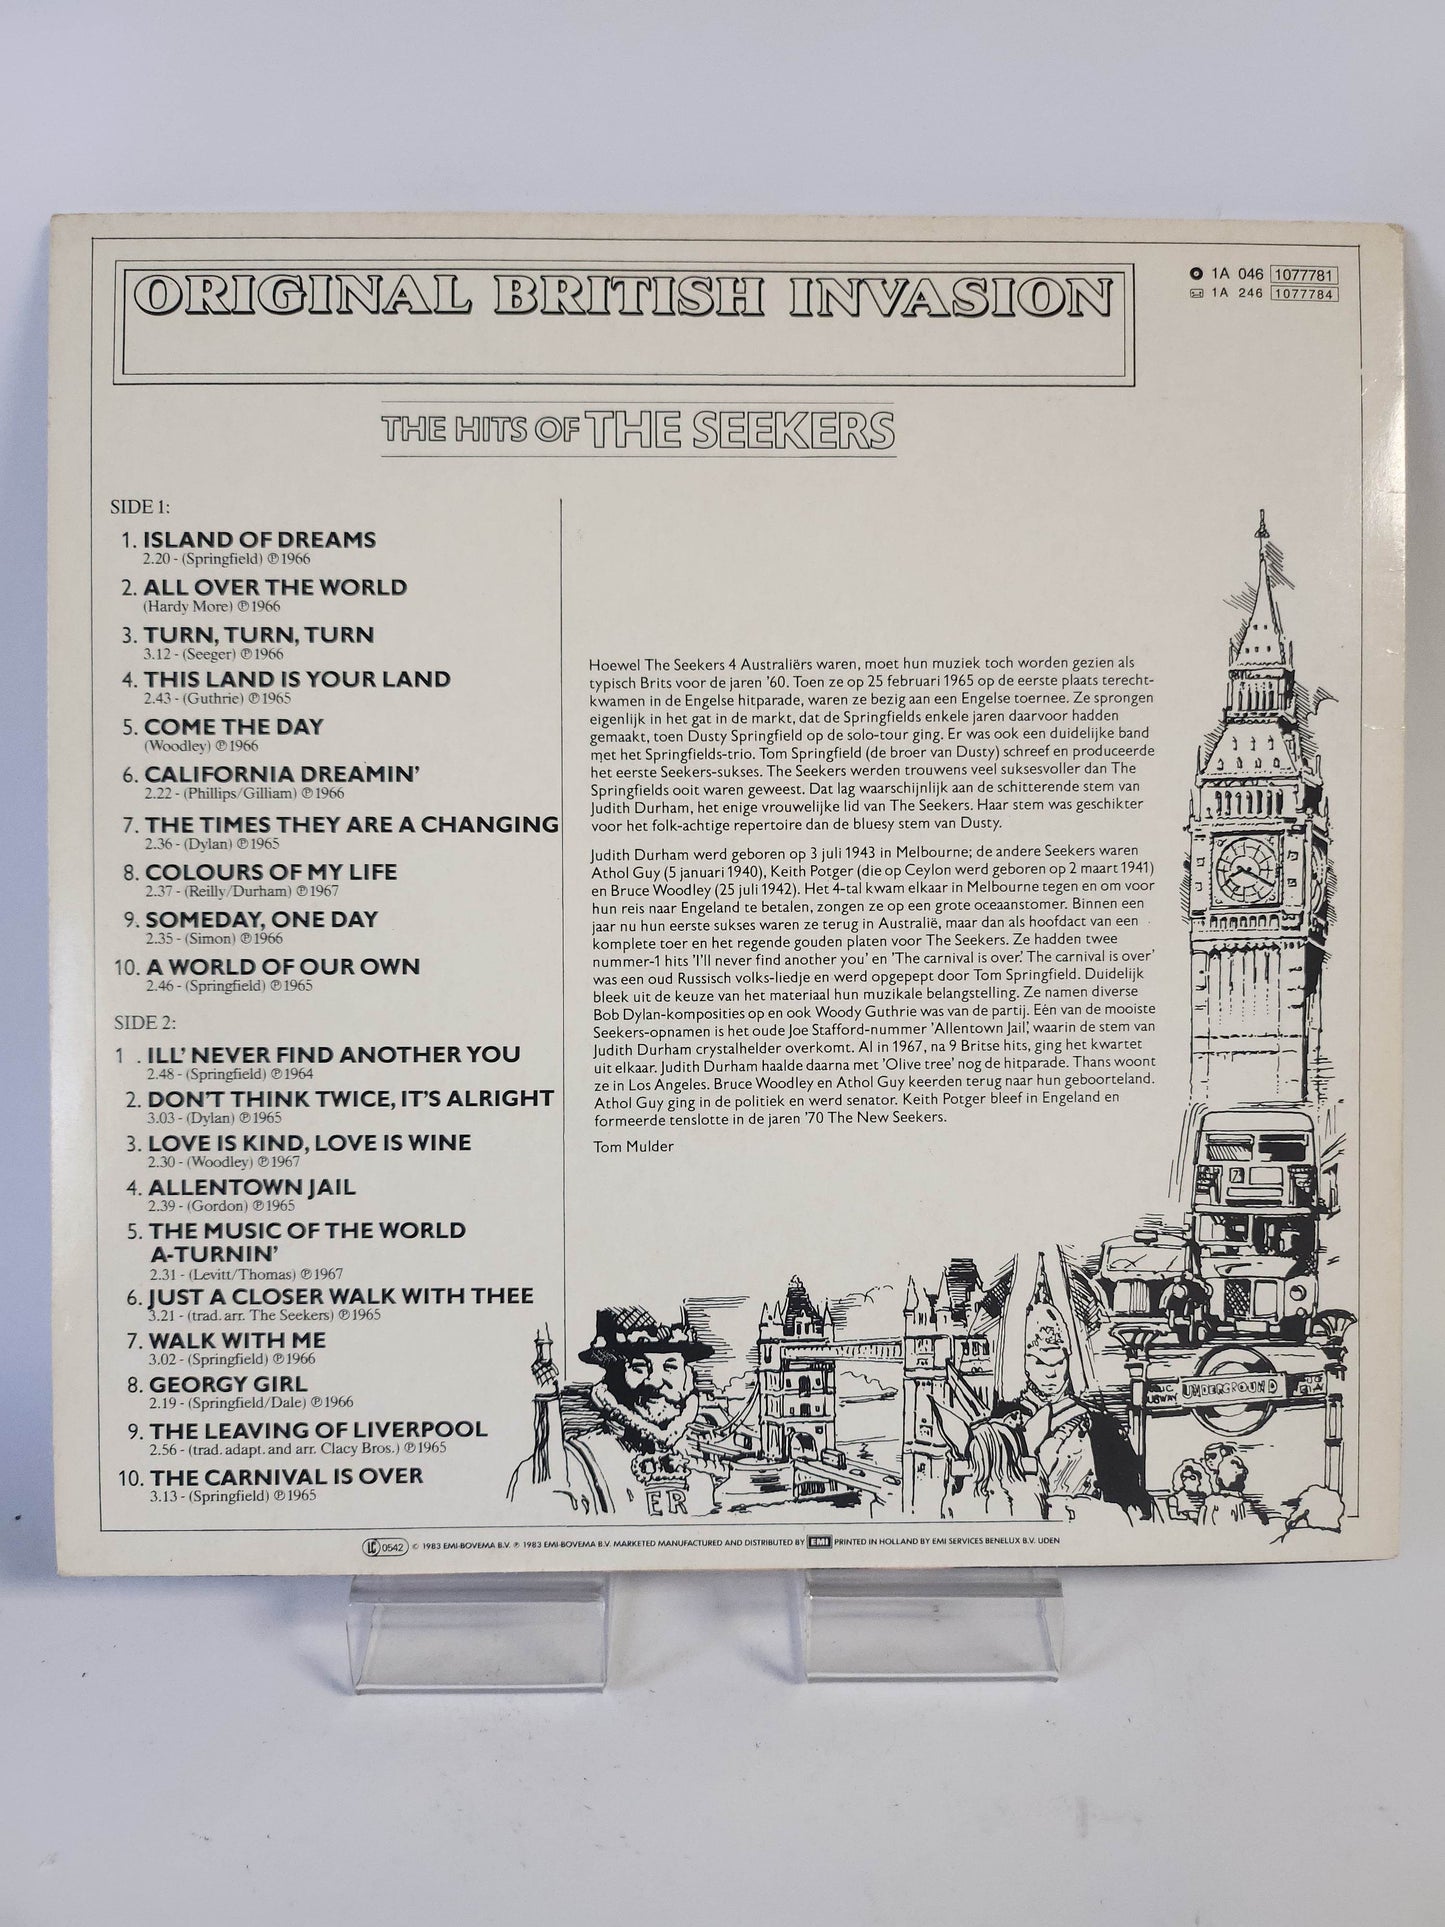 ORIGINAL BRITISH INVASION
1A 046 1077781
1A 246 1077784
THE HITS OF THE SEEKERS
SIDE 1:
1. ISLAND OF DREAMS
2.20 - (Springfield) ℗ 1966
2. ALL OVER THE WORLD
(Hardy More) ℗ 1966
3. TURN, TURN, TURN
3.12 - (Seeger) ℗ 1966
4. THIS LAND IS YOUR LAND
2.43 - (Guthrie) ℗ 1965
5. COME THE DAY
(Woodley) ℗ 1966
6. CALIFORNIA DREAMIN'
2.22 - (Phillips/Gilliam) ℗ 1966
7. THE TIMES THEY ARE A CHANGING
2.36 - (Dylan) ℗ 1965
8. COLOURS OF MY LIFE
2.37 - (Reilly/Durham) ℗ 1967
9. SOMEDAY, ONE DAY
2.35 - (Simon) ℗ 1966
10. A WORLD OF OUR OWN
2.46 - (Springfield) ℗ 1965
SIDE 2:
1 . ILL' NEVER FIND ANOTHER YOU
2.48 - (Springfield) ℗ 1964
2. DON'T THINK TWICE, IT'S ALRIGHT
3.03 - (Dylan) ℗ 1965
3. LOVE IS KIND, LOVE IS WINE
2.30 - (Woodley) ℗ 1967
4. ALLENTOWN JAIL
2.39 - (Gordon) ℗ 1965
5. THE MUSIC OF THE WORLD
A-TURNIN'
2.31 - (Levitt/Thomas) ℗ 1967
6. JUST A CLOSER WALK WITH THEE
3.21 - (trad. arr. The Seekers) ℗ 1965
7. WALK WITH ME
3.02 - (Springfield) ℗ 1966
8. GEORGY GIRL
2.19 - (Springfield/Dale) ℗ 1966
9. THE LEAVING OF LIVERPOOL
2.56 - (trad. adapt. and arr. Clacy Bros.) ℗ 1965
10. THE CARNIVAL IS OVER
3.13 - (Springfield) ℗ 1965
Hoewel The Seekers 4 Australiërs waren, moet hun muziek toch worden gezien als
typisch Brits voor de jaren '60. Toen ze op 25 februari 1965 op de eerste plaats terecht-
kwamen in de Engelse hitparade, waren ze bezig aan een Engelse toernee. Ze sprongen
eigenlijk in het gat in de markt, dat de Springfields enkele jaren daarvoor hadden
gemaakt, toen Dusty Springfield op de solo-tour ging. Er was ook een duidelijke band
met het Springfields-trio. Tom Springfield (de broer van Dusty) schreef en produceerde
het eerste Seekers-sukses. The Seekers werden trouwens veel suksesvoller dan The
Springfields ooit waren geweest. Dat lag waarschijnlijk aan de schitterende stem van
Judith Durham, het enige vrouwelijke lid van The Seekers. Haar stem was geschikter
voor het folk-achtige repertoire dan de bluesy stem van Dusty.
Judith Durham werd geboren op 3 juli 1943 in Melbourne; de andere Seekers waren
Athol Guy (5 januari 1940), Keith Potger (die op Ceylon werd geboren op 2 maart 1941)
en Bruce Woodley (25 juli 1942). Het 4-tal kwam elkaar in Melbourne tegen en om voor
hun reis naar Engeland te betalen, zongen ze op een grote oceaanstomer. Binnen een
jaar nu hun eerste sukses waren ze terug in Australië, maar dan als hoofdact van een
komplete toer en het regende gouden platen voor The Seekers. Ze hadden twee
nummer-1 hits 'I'll never find another you' en 'The carnival is over.' The carnival is over'
was een oud Russisch volks-liedje en werd opgepept door Tom Springfield. Duidelijk
bleek uit de keuze van het materiaal hun muzikale belangstelling. Ze namen diverse
Bob Dylan-komposities op en ook Woody Guthrie was van de partij. Eén van de mooiste
Seekers-opnamen is het oude Joe Stafford-nummer 'Allentown Jail', waarin de stem van
Judith Durham crystalhelder overkomt. Al in 1967, na 9 Britse hits, ging het kwartet
uit elkaar. Judith Durham haalde daarna met 'Olive tree' nog de hitparade. Thans woont
ze in Los Angeles. Bruce Woodley en Athol Guy keerden terug naar hun geboorteland.
Athol Guy ging in de politiek en werd senator. Keith Potger bleef in Engeland en
formeerde tenslotte in de jaren '70 The New Seekers.
Tom Mulder
UNDERGROUND
ER
LC 0542 © 1983 EMI-BOVEMA B.V. ℗ 1983 EMI-BOVEMA B.V. MARKETED MANUFACTURED AND DISTRIBUTED BY EMI PRINTED IN HOLLAND BY EMI SERVICES BENELUX B.V. UDEN